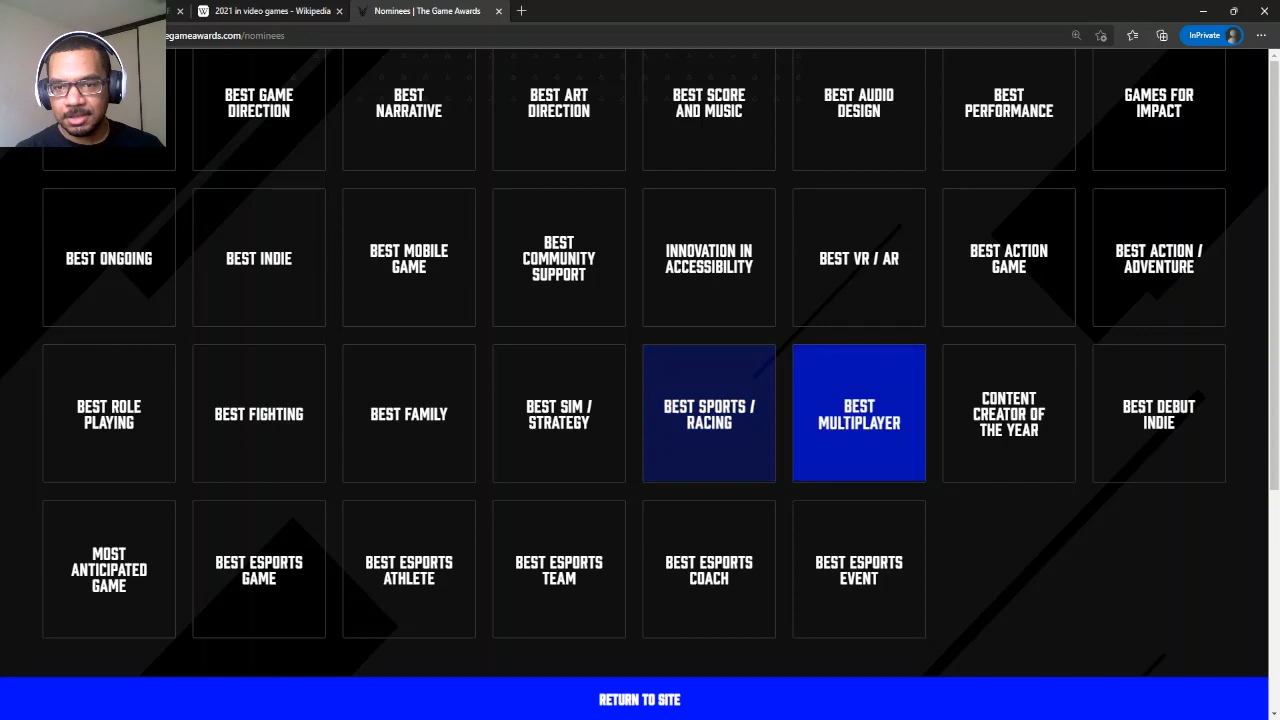 2021 in video games - Wikipedia
Nominees | The Game Awards
egameawards.com/nominees
InPrivate
BEST GAME
DIRECTION
BEST
NARRATIVE
BEST ART
DIRECTION
BEST SCORE
AND MUSIC
BEST AUDIO
DESIGN
BEST
PERFORMANCE
GAMES FOR
IMPACT
BEST ONGOING
BEST INDIE
BEST MOBILE
GAME
BEST
COMMUNITY
SUPPORT
INNOVATION IN
ACCESSIBILITY
BEST VR / AR
BEST ACTION
GAME
BEST ACTION /
ADVENTURE
BEST ROLE
PLAYING
BEST FIGHTING
BEST FAMILY
BEST SIM /
STRATEGY
BEST SPORTS /
RACING
BEST
MULTIPLAYER
CONTENT
CREATOR OF
THE YEAR
BEST DEBUT
INDIE
MOST
ANTICIPATED
GAME
BEST ESPORTS
GAME
BEST ESPORTS
ATHLETE
BEST ESPORTS
TEAM
BEST ESPORTS
COACH
BEST ESPORTS
EVENT
RETURN TO SITE